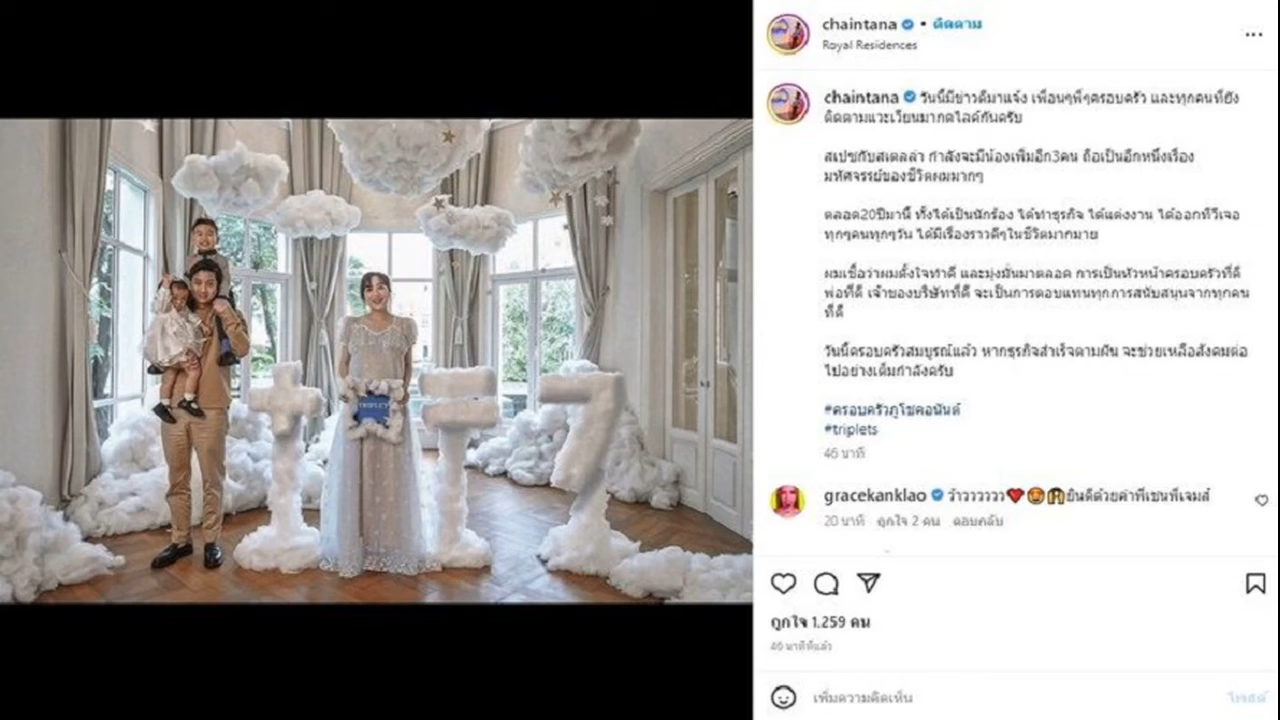 chaintana • ติดตาม
Royal Residences
chaintana วันนี้มีข่าวดีมาแจ้ง เพื่อนๆพี่ๆครอบครัว และทุกคนที่ยัง
ติดตามแวะเวียนมากดไลค์กันครับ
สเปซกับสเตลล่า กำลังจะมีน้องเพิ่มอีก3คน ถือเป็นอีกหนึ่งเรื่อง
มหัศจรรย์ของชีวิตผมมากๆ
ตลอด20ปีมานี้ ทั้งได้เป็นนักร้อง ได้ทำธุรกิจ ได้แต่งงาน ได้ออกทีวีเจอ
ทุกๆคนทุกๆวัน ได้มีเรื่องราวดีๆในชีวิตมากมาย
ผมเชื่อว่าผมตั้งใจทำดี และมุ่งมั่นมาตลอด การเป็นหัวหน้าครอบครัวที่ดี
พ่อที่ดี เจ้าของบริษัทที่ดี จะเป็นการตอบแทนทุกการสนับสนุนจากทุกคน
ที่ดี
วันนี้ครอบครัวสมบูรณ์แล้ว หากธุรกิจสำเร็จตามฝัน จะช่วยเหลือสังคมต่อ
ไปอย่างเต็มกำลังครับ
#ครอบครัวภูโชคอนันต์
#triplets
46 นาที
gracekanklao ว้าววววววว❤️😍🙌ยินดีด้วยค่าพี่เชนพี่เจมส์
20 นาที ถูกใจ 2 คน ตอบกลับ
ถูกใจ 1,259 คน
46 นาทีที่แล้ว
เพิ่มความคิดเห็น
โพสต์
TRIPLETS
+ = 7